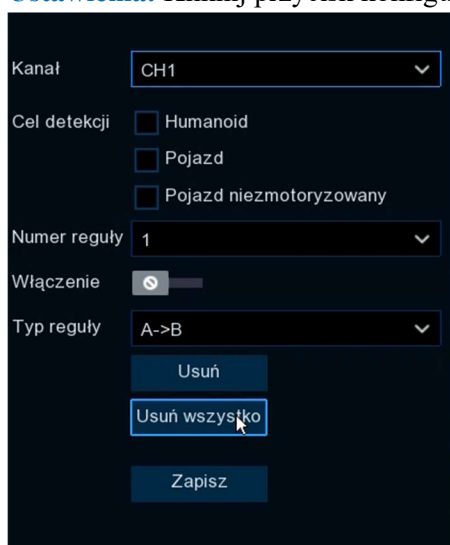 Kanał CH1
Cel detekcji Humanoid
Pojazd
Pojazd niezmotoryzowany
Numer reguły 1
Włączenie
Typ reguły A->B
Usuń
Usuń wszystko
Zapisz